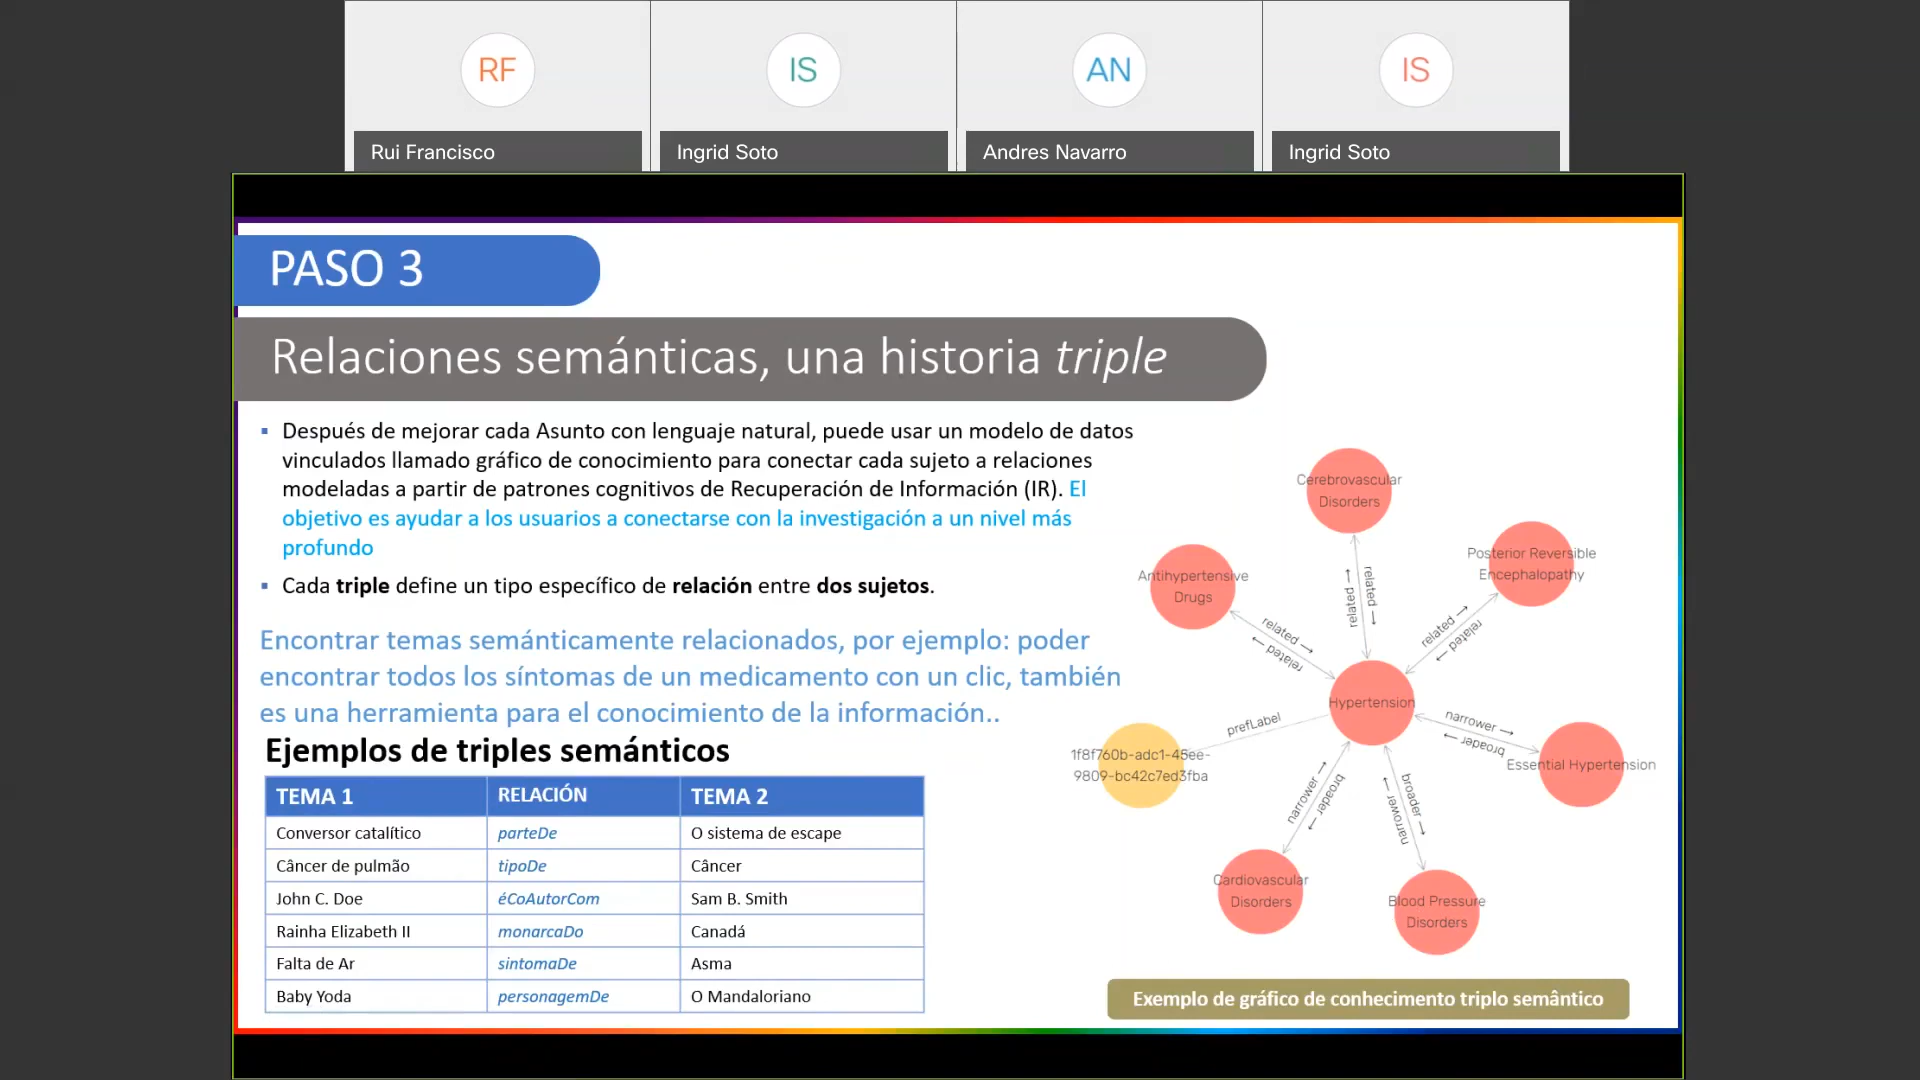 RF
IS
AN
IS
Rui Francisco
Ingrid Soto
Andres Navarro
Ingrid Soto
PASO 3
Relaciones semánticas, una historia triple
▪ Después de mejorar cada Asunto con lenguaje natural, puede usar un modelo de datos
vinculados llamado gráfico de conocimiento para conectar cada sujeto a relaciones
modeladas a partir de patrones cognitivos de Recuperación de Información (IR). El
objetivo es ayudar a los usuarios a conectarse con la investigación a un nivel más
profundo
▪ Cada triple define un tipo específico de relación entre dos sujetos.
Encontrar temas semánticamente relacionados, por ejemplo: poder
encontrar todos los síntomas de un medicamento con un clic, también
es una herramienta para el conocimiento de la información..
Ejemplos de triples semánticos
TEMA 1 RELACIÓN TEMA 2
Conversor catalítico parteDe O sistema de escape
Câncer de pulmão tipoDe Câncer
John C. Doe éCoAutorCom Sam B. Smith
Rainha Elizabeth II monarcaDo Canadá
Falta de Ar sintomaDe Asma
Baby Yoda personagemDe O Mandaloriano
Cerebrovascular
Disorders
Posterior Reversible
Encephalopathy
Antihypertensive
Drugs
related →
related →
related →
related →
related →
related →
Hypertension
prefLabel
1f8f760b-adc1-45ee-
9809-bc42c7ed3fba
narrower →
broader →
Essential Hypertension
narrower →
broader →
broader →
narrower →
Cardiovascular
Disorders
Blood Pressure
Disorders
Exemplo de gráfico de conhecimento triplo semântico